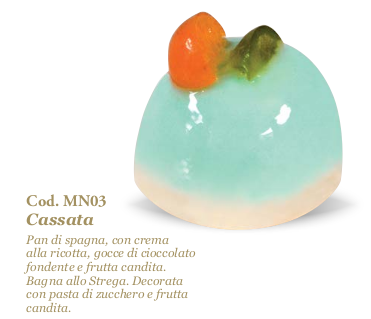 Cod. MN03
Cassata
Pan di spagna, con crema
alla ricotta, gocce di cioccolato
fondente e frutta candita.
Bagna allo Strega. Decorata
con pasta di zucchero e frutta
candita.